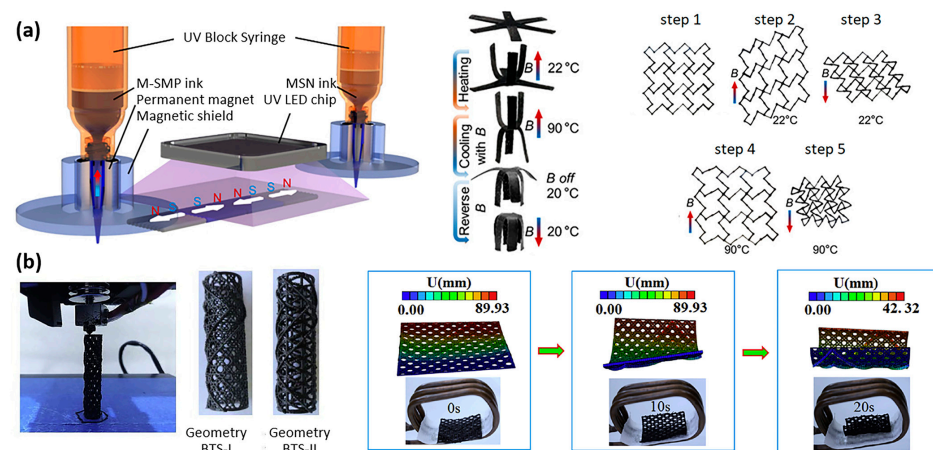 (a)
UV Block Syringe
M-SMP ink
Permanent magnet
Magnetic shield
MSN ink
UV LED chip
N S S N N S S N
Heating
Cooling
with B
Reverse
B
B 22 °C
B 90 °C
B off
20 °C
B 20 °C
step 1
step 2
step 3
B
22°C
B
22°C
step 4
step 5
B
90°C
B
90°C
(b)
Geometry
BTS-I
Geometry
BTS-II
U(mm)
0.00 89.93
0s
U(mm)
0.00 89.93
10s
U(mm)
0.00 42.32
20s